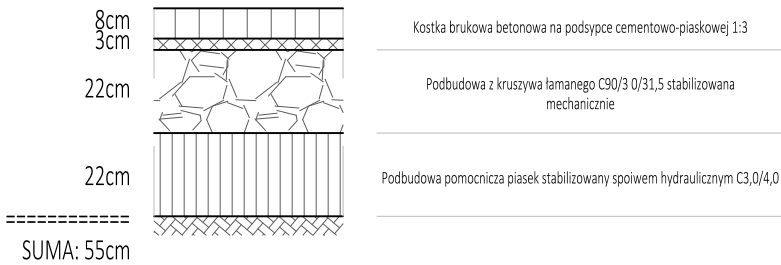 8cm
Kostka brukowa betonowa na podsypce cementowo-piaskowej 1:3
3cm
22cm
Podbudowa z kruszywa łamanego C90/3 0/31,5 stabilizowana
mechanicznie
22cm
Podbudowa pomocnicza piasek stabilizowany spoiwem hydraulicznym C3,0/4,0
SUMA: 55cm